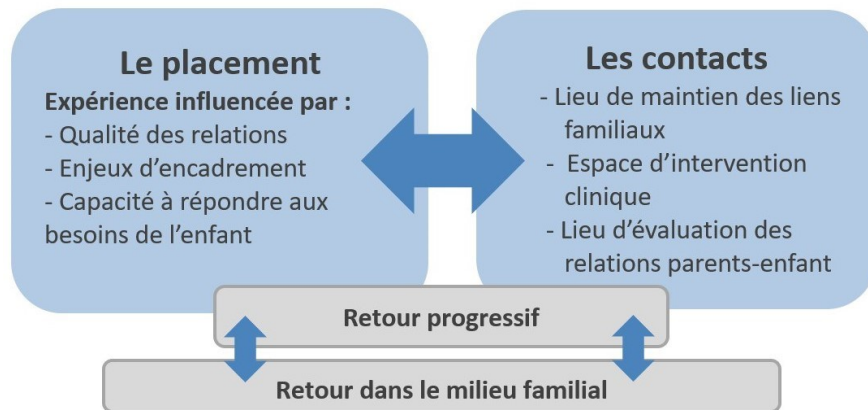 Le placement
Expérience influencée par :
- Qualité des relations
- Enjeux d’encadrement
- Capacité à répondre aux
besoins de l’enfant
Les contacts
- Lieu de maintien des liens
familiaux
- Espace d’intervention
clinique
- Lieu d’évaluation des
relations parents-enfant
Retour progressif
Retour dans le milieu familial